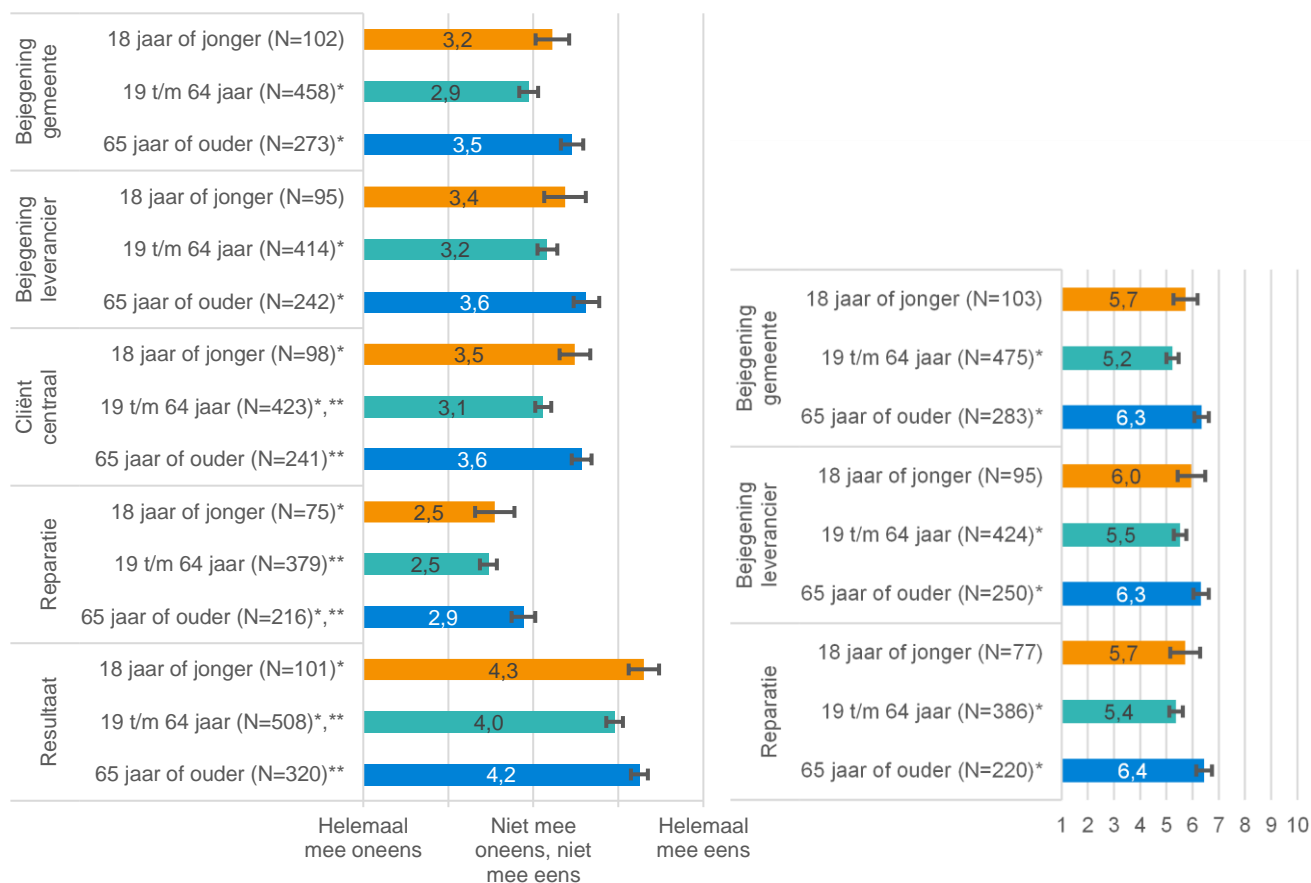 Bejegening
gemeente
18 jaar of jonger (N=102)
3,2
19 t/m 64 jaar (N=458)*
2,9
65 jaar of ouder (N=273)*
3,5
Bejegening
leverancier
18 jaar of jonger (N=95)
3,4
19 t/m 64 jaar (N=414)*
3,2
65 jaar of ouder (N=242)*
3,6
Cliënt
centraal
18 jaar of jonger (N=98)*
3,5
19 t/m 64 jaar (N=423)*,**
3,1
65 jaar of ouder (N=241)**
3,6
Reparatie
18 jaar of jonger (N=75)*
2,5
19 t/m 64 jaar (N=379)**
2,5
65 jaar of ouder (N=216)*,**
2,9
Resultaat
18 jaar of jonger (N=101)*
4,3
19 t/m 64 jaar (N=508)*,**
4,0
65 jaar of ouder (N=320)**
4,2
Helemaal
mee oneens
Niet mee
oneens, niet
mee eens
Helemaal
mee eens
Bejegening
gemeente
18 jaar of jonger (N=103)
5,7
19 t/m 64 jaar (N=475)*
5,2
65 jaar of ouder (N=283)*
6,3
Bejegening
leverancier
18 jaar of jonger (N=95)
6,0
19 t/m 64 jaar (N=424)*
5,5
65 jaar of ouder (N=250)*
6,3
Reparatie
18 jaar of jonger (N=77)
5,7
19 t/m 64 jaar (N=386)*
5,4
65 jaar of ouder (N=220)*
6,4
1 2 3 4 5 6 7 8 9 10